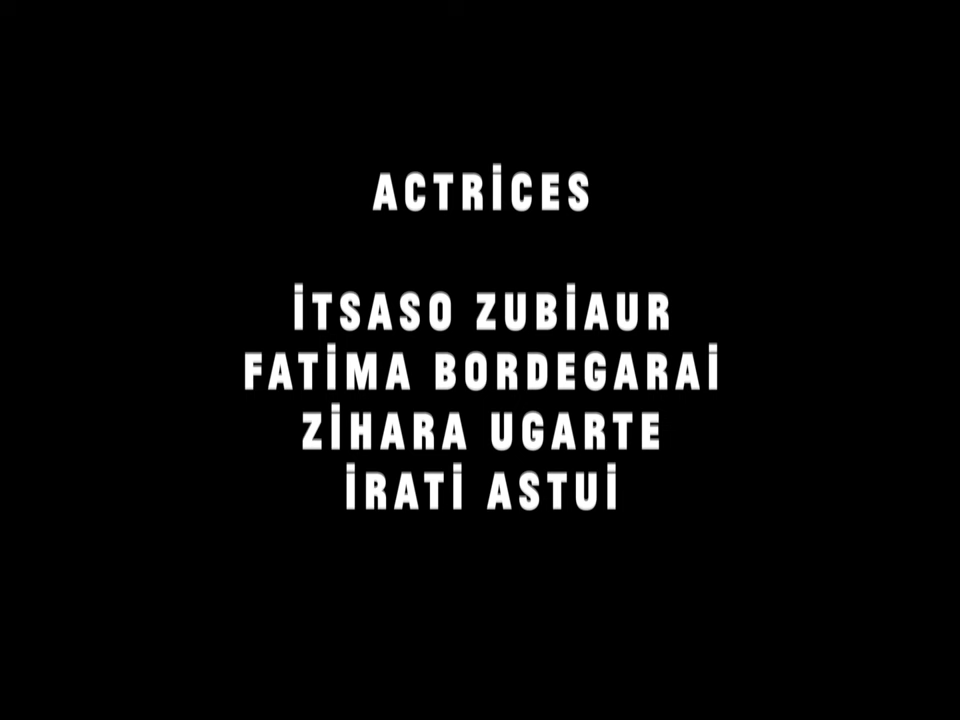 ACTRİCES
İTSASO ZUBİAUR
FATİMA BORDEGARAİ
ZİHARA UGARTE
İRATİ ASTUİ